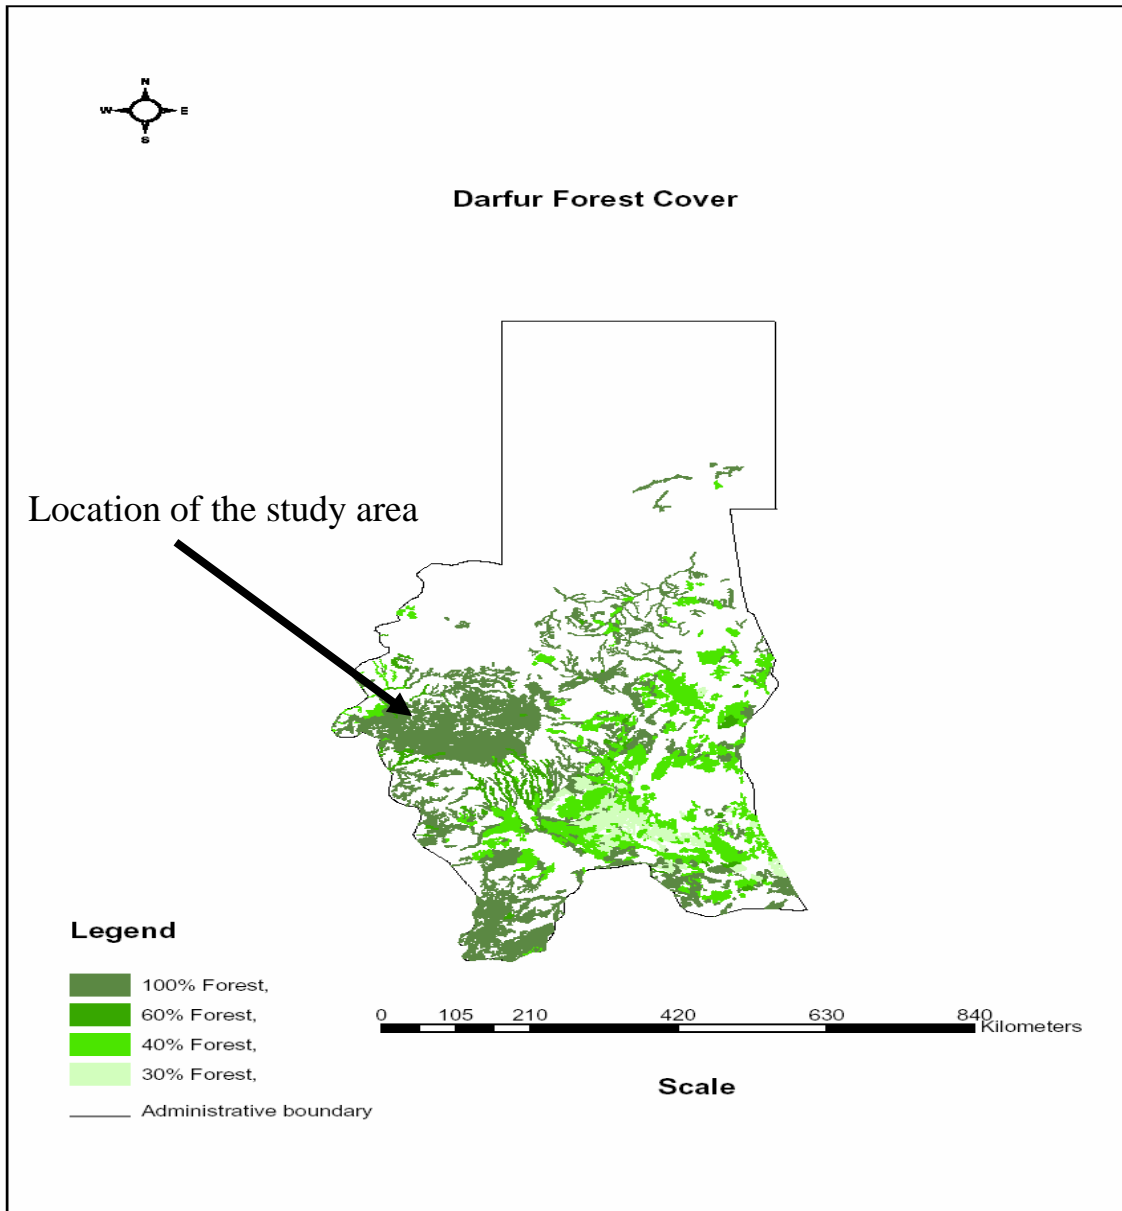 N
W E
S
Darfur Forest Cover
Location of the study area
Legend
100% Forest,
60% Forest,
40% Forest,
30% Forest,
Administrative boundary
0 105 210 420 630 840
Kilometers
Scale